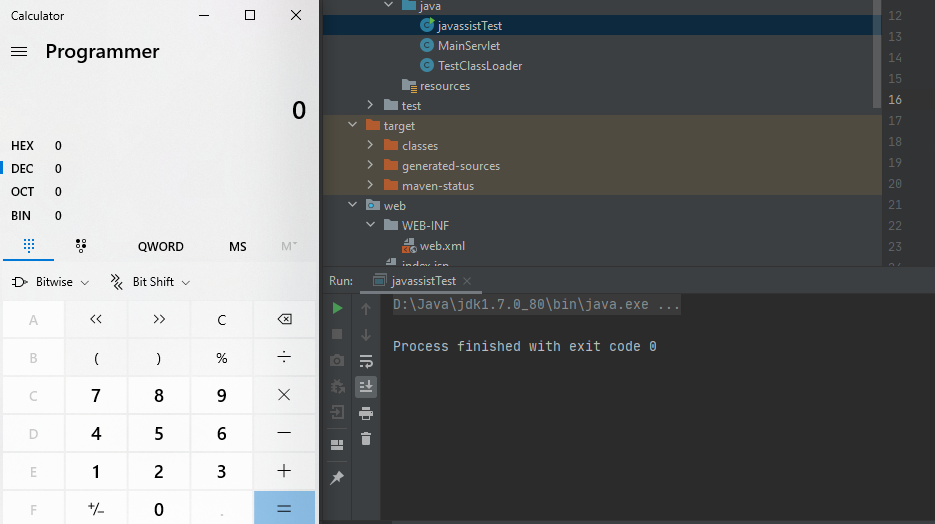 Calculator
Programmer
0
HEX 0
DEC 0
OCT 0
BIN 0
QWORD MS M˅
Bitwise Bit Shift
A << >> C
B ( ) % ÷
C 7 8 9 ×
D 4 5 6 −
E 1 2 3 +
F +/− 0 . =
java
javassistTest
MainServlet
TestClassLoader
resources
test
target
classes
generated-sources
maven-status
web
WEB-INF
web.xml
index.jsp
12
13
14
15
16
17
18
19
20
21
22
23
Run: javassistTest
D:\Java\jdk1.7.0_80\bin\java.exe ...
Process finished with exit code 0